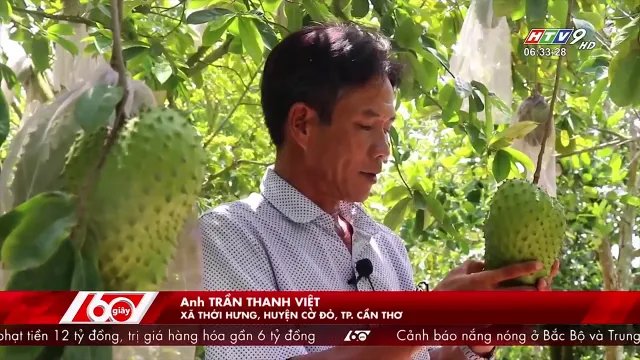 HTV9 HD
06:33:28
60 giây
Anh TRẦN THANH VIỆT
XÃ THỚI HƯNG, HUYỆN CỜ ĐỎ, TP. CẦN THƠ
phạt tiền 12 tỷ đồng, trị giá hàng hóa gần 6 tỷ đồng
Cảnh báo nắng nóng ở Bắc Bộ và Trung